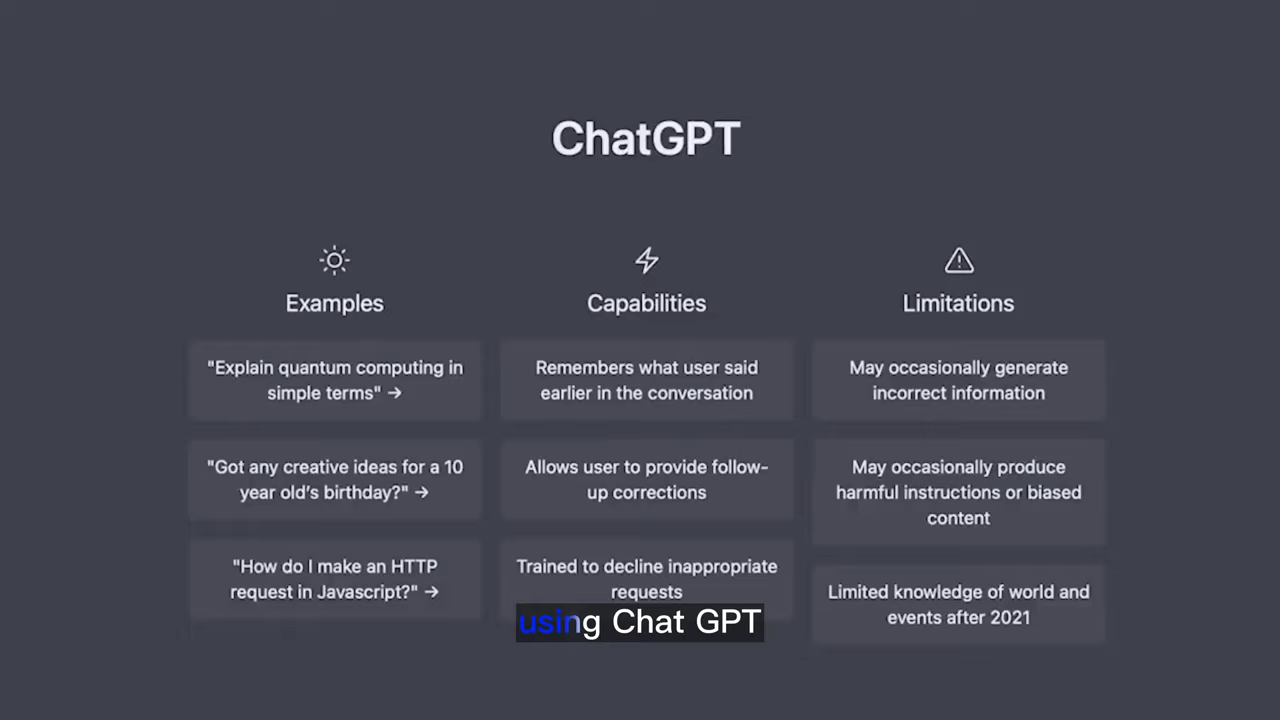 ChatGPT
Examples
"Explain quantum computing in
simple terms" →
"Got any creative ideas for a 10
year old's birthday?" →
"How do I make an HTTP
request in Javascript?" →
Capabilities
Remembers what user said
earlier in the conversation
Allows user to provide follow-
up corrections
Trained to decline inappropriate
requests
Limitations
May occasionally generate
incorrect information
May occasionally produce
harmful instructions or biased
content
Limited knowledge of world and
events after 2021
using Chat GPT